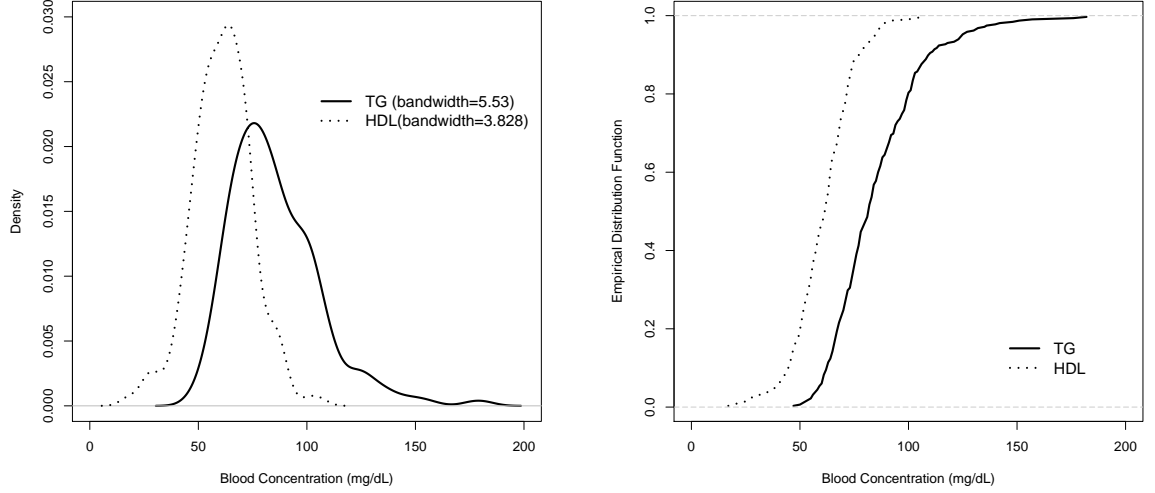 0.000 0.005 0.010 0.015 0.020 0.025 0.030
Density
TG (bandwidth=5.53)
HDL(bandwidth=3.828)
0 50 100 150 200
Blood Concentration (mg/dL)
0.0 0.2 0.4 0.6 0.8 1.0
Empirical Distribution Function
TG
HDL
0 50 100 150 200
Blood Concentration (mg/dL)